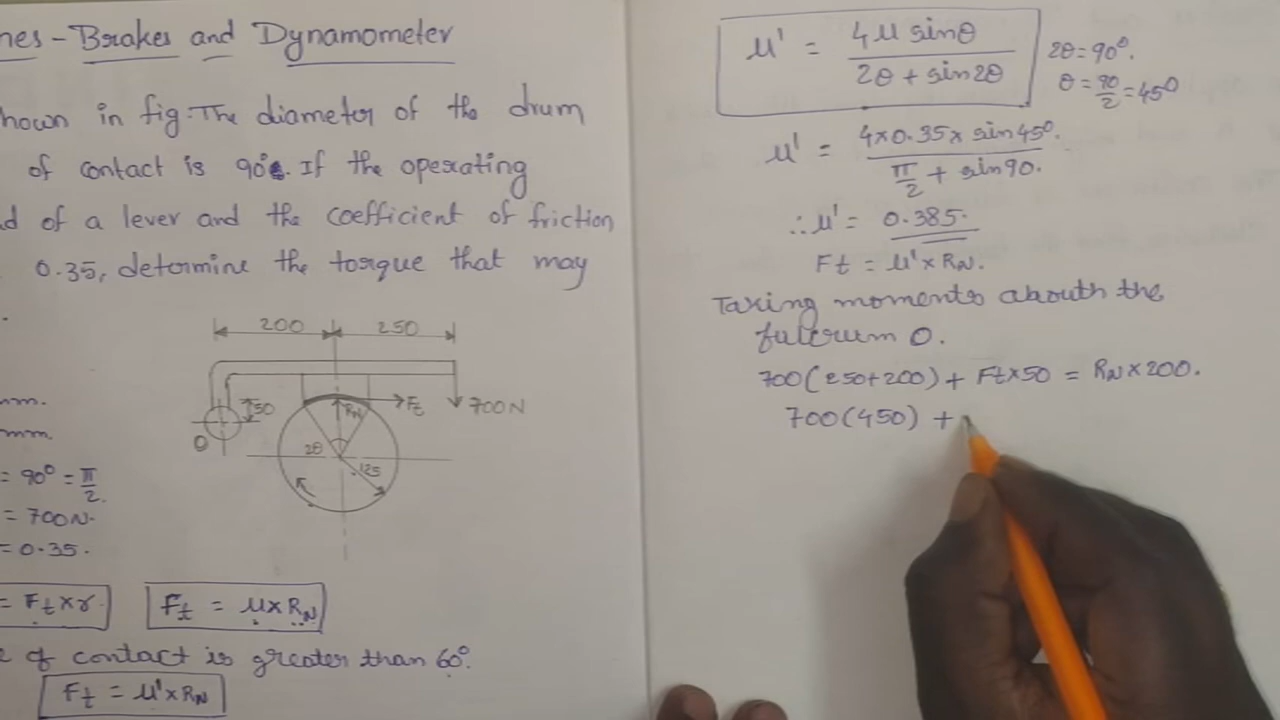 nes - Brakes and Dynamometer
hown in fig. The diameter of the drum
of contact is 90°. If the operating
d of a lever and the coefficient of friction
0.35, determine the torque that may
.
200 250
50
RN
Ft
700N
O
2θ
125
mm.
mm.
= 90° = π/2.
= 700N.
= 0.35.
= Ft × r.
Ft = μ × RN
e of contact is greater than 60°.
Ft = μ' × RN
μ' = 4μ sinθ / 2θ + sin2θ
2θ = 90°.
θ = 90/2 = 45°
μ' = 4×0.35× sin45°. / π/2 + sin90.
∴ μ' = 0.385.
Ft = μ' × RN.
Taking moments abouth the
fulcrum O.
700(250+200) + Ft×50 = RN×200.
700(450) +